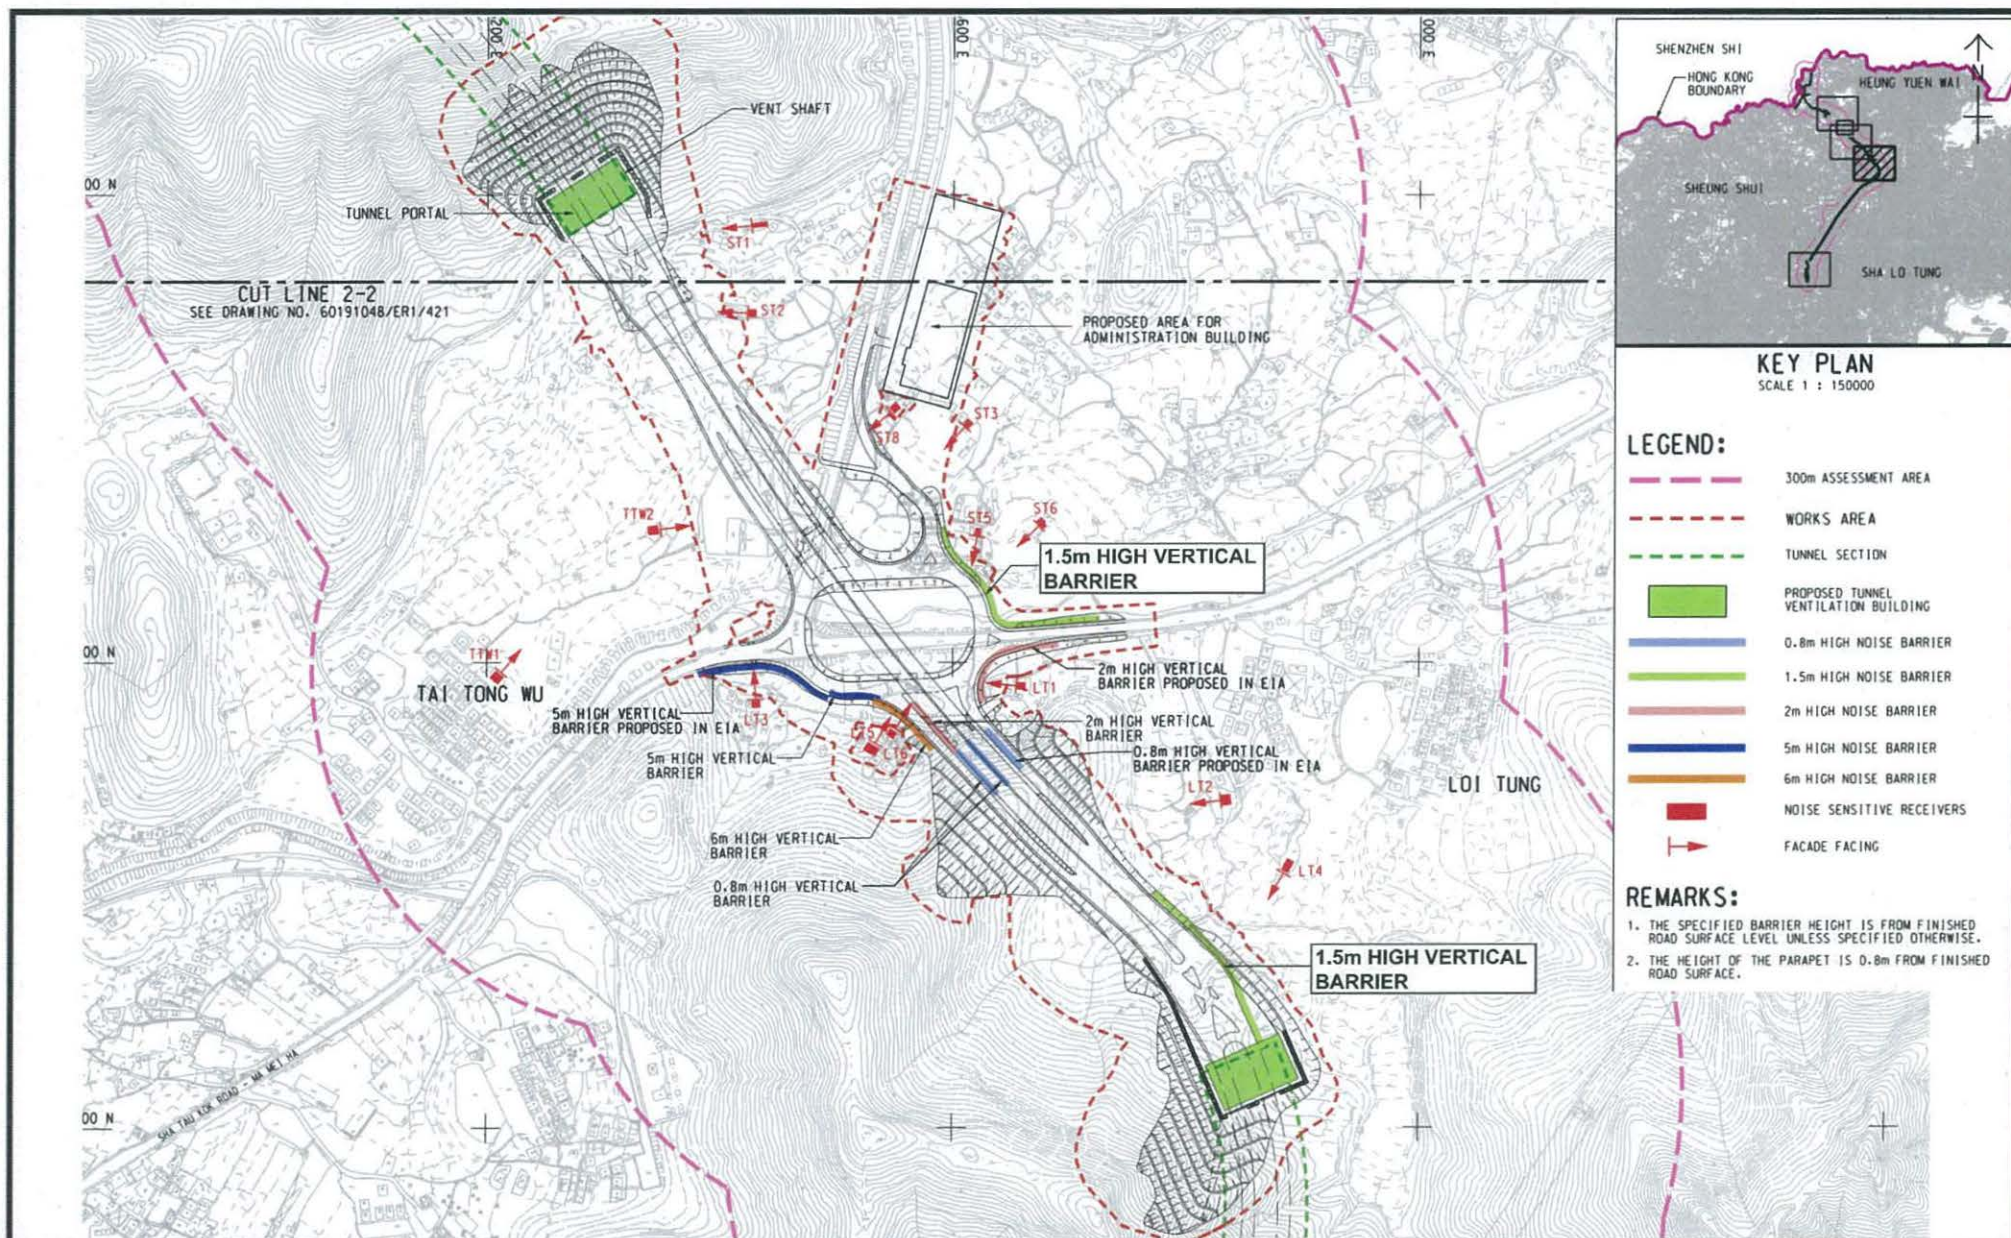 200 E
600 E
000 E
VENT SHAFT
00 N
TUNNEL PORTAL
ST1
CUT LINE 2-2
SEE DRAWING NO. 60191048/ER1/421
ST2
PROPOSED AREA FOR
ADMINISTRATION BUILDING
ST8
ST3
TTW2
ST5
ST6
1.5m HIGH VERTICAL
BARRIER
00 N
TTW1
TAI TONG WU
2m HIGH VERTICAL
BARRIER PROPOSED IN EIA
LT1
5m HIGH VERTICAL
BARRIER PROPOSED IN EIA
LT3
2m HIGH VERTICAL
BARRIER
LT5
LT6
5m HIGH VERTICAL
BARRIER
0.8m HIGH VERTICAL
BARRIER PROPOSED IN EIA
LT2
LOI TUNG
6m HIGH VERTICAL
BARRIER
0.8m HIGH VERTICAL
BARRIER
LT4
1.5m HIGH VERTICAL
BARRIER
SHA TAU KOK ROAD - MA MEI HA
00 N
SHENZHEN SHI
HONG KONG
BOUNDARY
N
HEUNG YUEN WAI
SHEUNG SHUI
SHA LO TUNG
KEY PLAN
SCALE 1 : 150000
LEGEND:
300m ASSESSMENT AREA
WORKS AREA
TUNNEL SECTION
PROPOSED TUNNEL
VENTILATION BUILDING
0.8m HIGH NOISE BARRIER
1.5m HIGH NOISE BARRIER
2m HIGH NOISE BARRIER
5m HIGH NOISE BARRIER
6m HIGH NOISE BARRIER
NOISE SENSITIVE RECEIVERS
FACADE FACING
REMARKS:
1. THE SPECIFIED BARRIER HEIGHT IS FROM FINISHED
ROAD SURFACE LEVEL UNLESS SPECIFIED OTHERWISE.
2. THE HEIGHT OF THE PARAPET IS 0.8m FROM FINISHED
ROAD SURFACE.